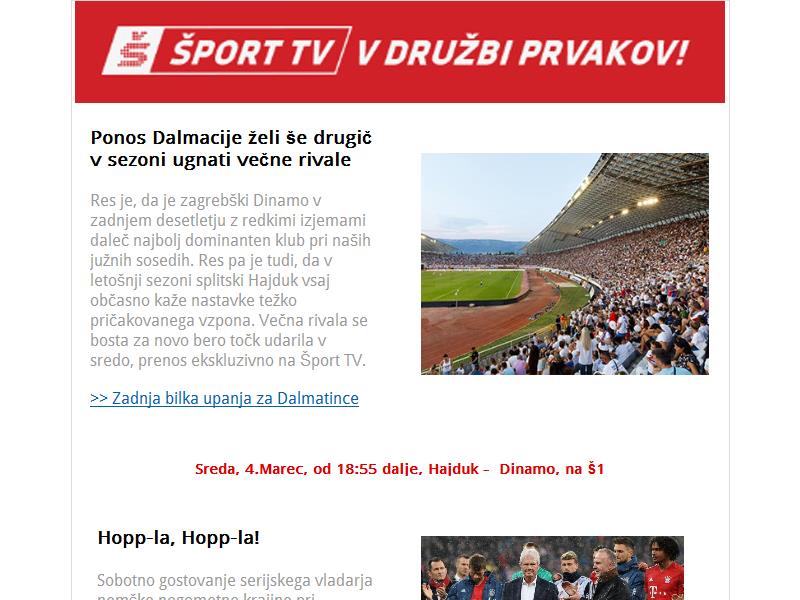 Š ŠPORT TV V DRUŽBI PRVAKOV!
Ponos Dalmacije želi še drugič
v sezoni ugnati večne rivale
Res je, da je zagrebški Dinamo v
zadnjem desetletju z redkimi izjemami
daleč najbolj dominanten klub pri naših
južnih sosedih. Res pa je tudi, da v
letošnji sezoni splitski Hajduk vsaj
občasno kaže nastavke težko
pričakovanega vzpona. Večna rivala se
bosta za novo bero točk udarila v
sredo, prenos ekskluzivno na Šport TV.
>> Zadnja bilka upanja za Dalmatince
Sreda, 4.Marec, od 18:55 dalje, Hajduk - Dinamo, na Š1
Hopp-la, Hopp-la!
Sobotno gostovanje serijskega vladarja
nemške nogometne krajine pri